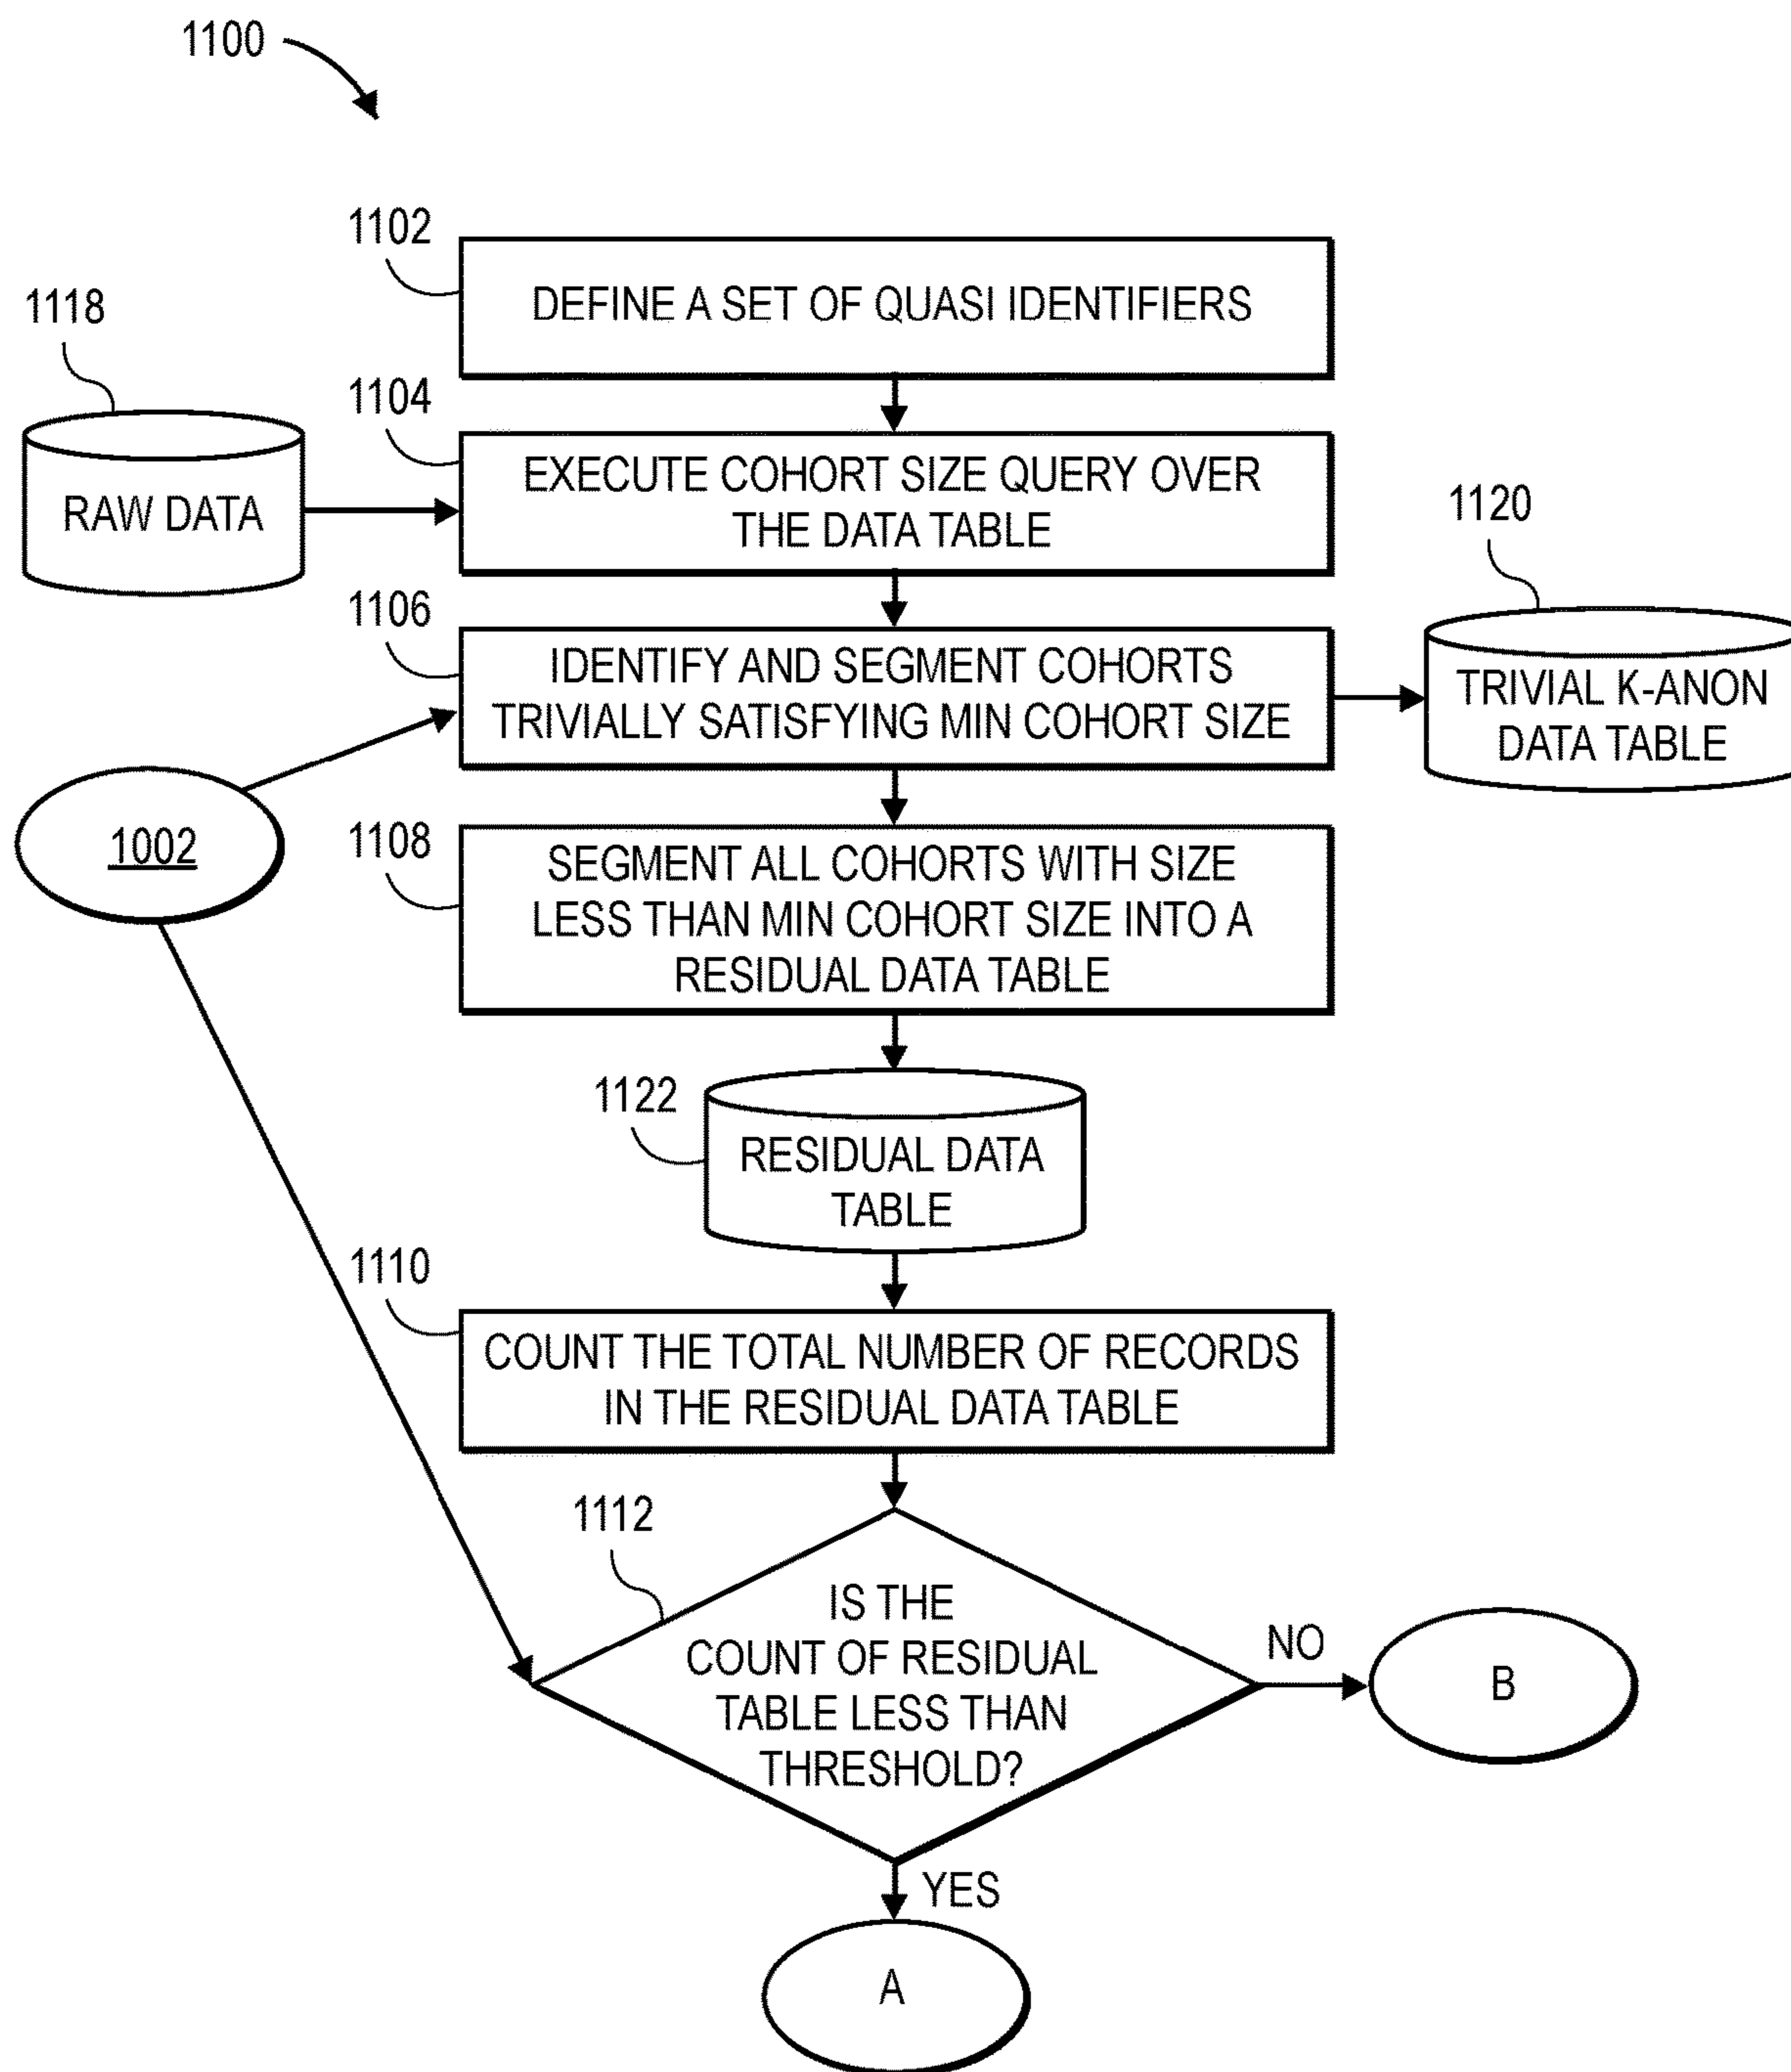 1100
1102
DEFINE A SET OF QUASI IDENTIFIERS
1118
RAW DATA
1104
EXECUTE COHORT SIZE QUERY OVER
THE DATA TABLE
1120
TRIVIAL K-ANON
DATA TABLE
1106
IDENTIFY AND SEGMENT COHORTS
TRIVIALLY SATISFYING MIN COHORT SIZE
1002
1108
SEGMENT ALL COHORTS WITH SIZE
LESS THAN MIN COHORT SIZE INTO A
RESIDUAL DATA TABLE
1122
RESIDUAL DATA
TABLE
1110
COUNT THE TOTAL NUMBER OF RECORDS
IN THE RESIDUAL DATA TABLE
1112
IS THE
COUNT OF RESIDUAL
TABLE LESS THAN
THRESHOLD?
NO
B
YES
A